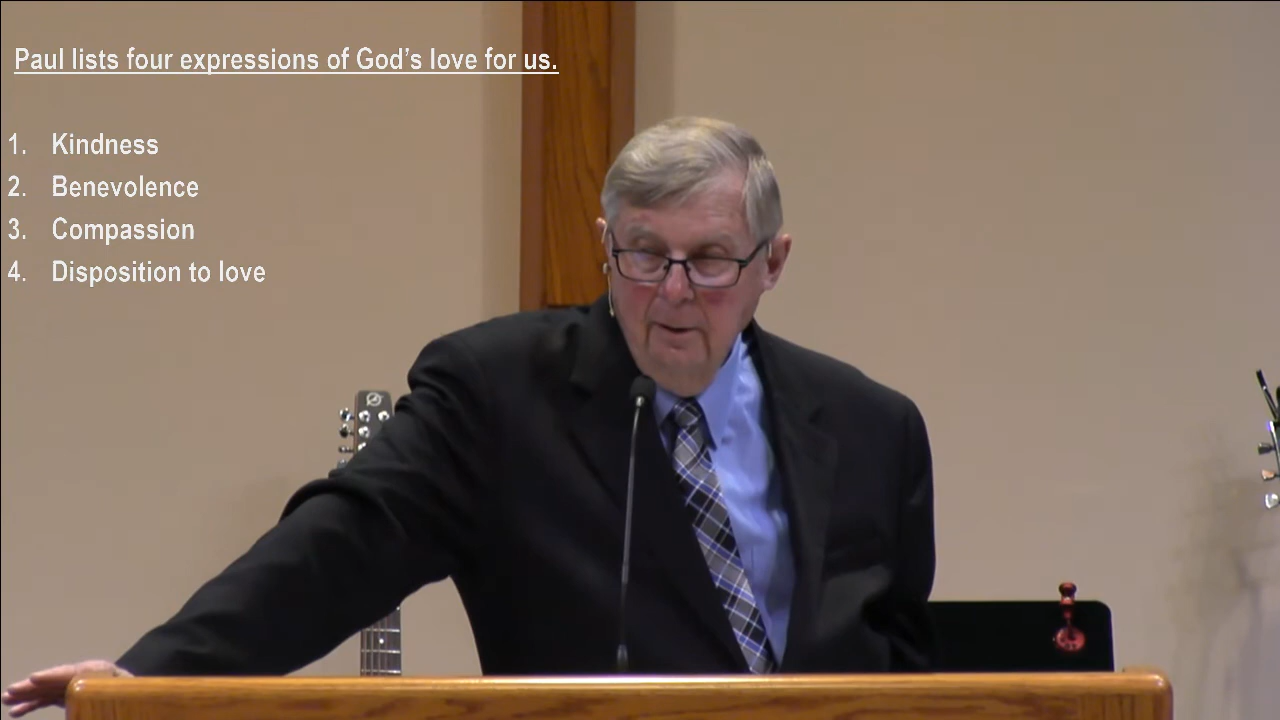 Paul lists four expressions of God's love for us.
1. Kindness
2. Benevolence
3. Compassion
4. Disposition to love